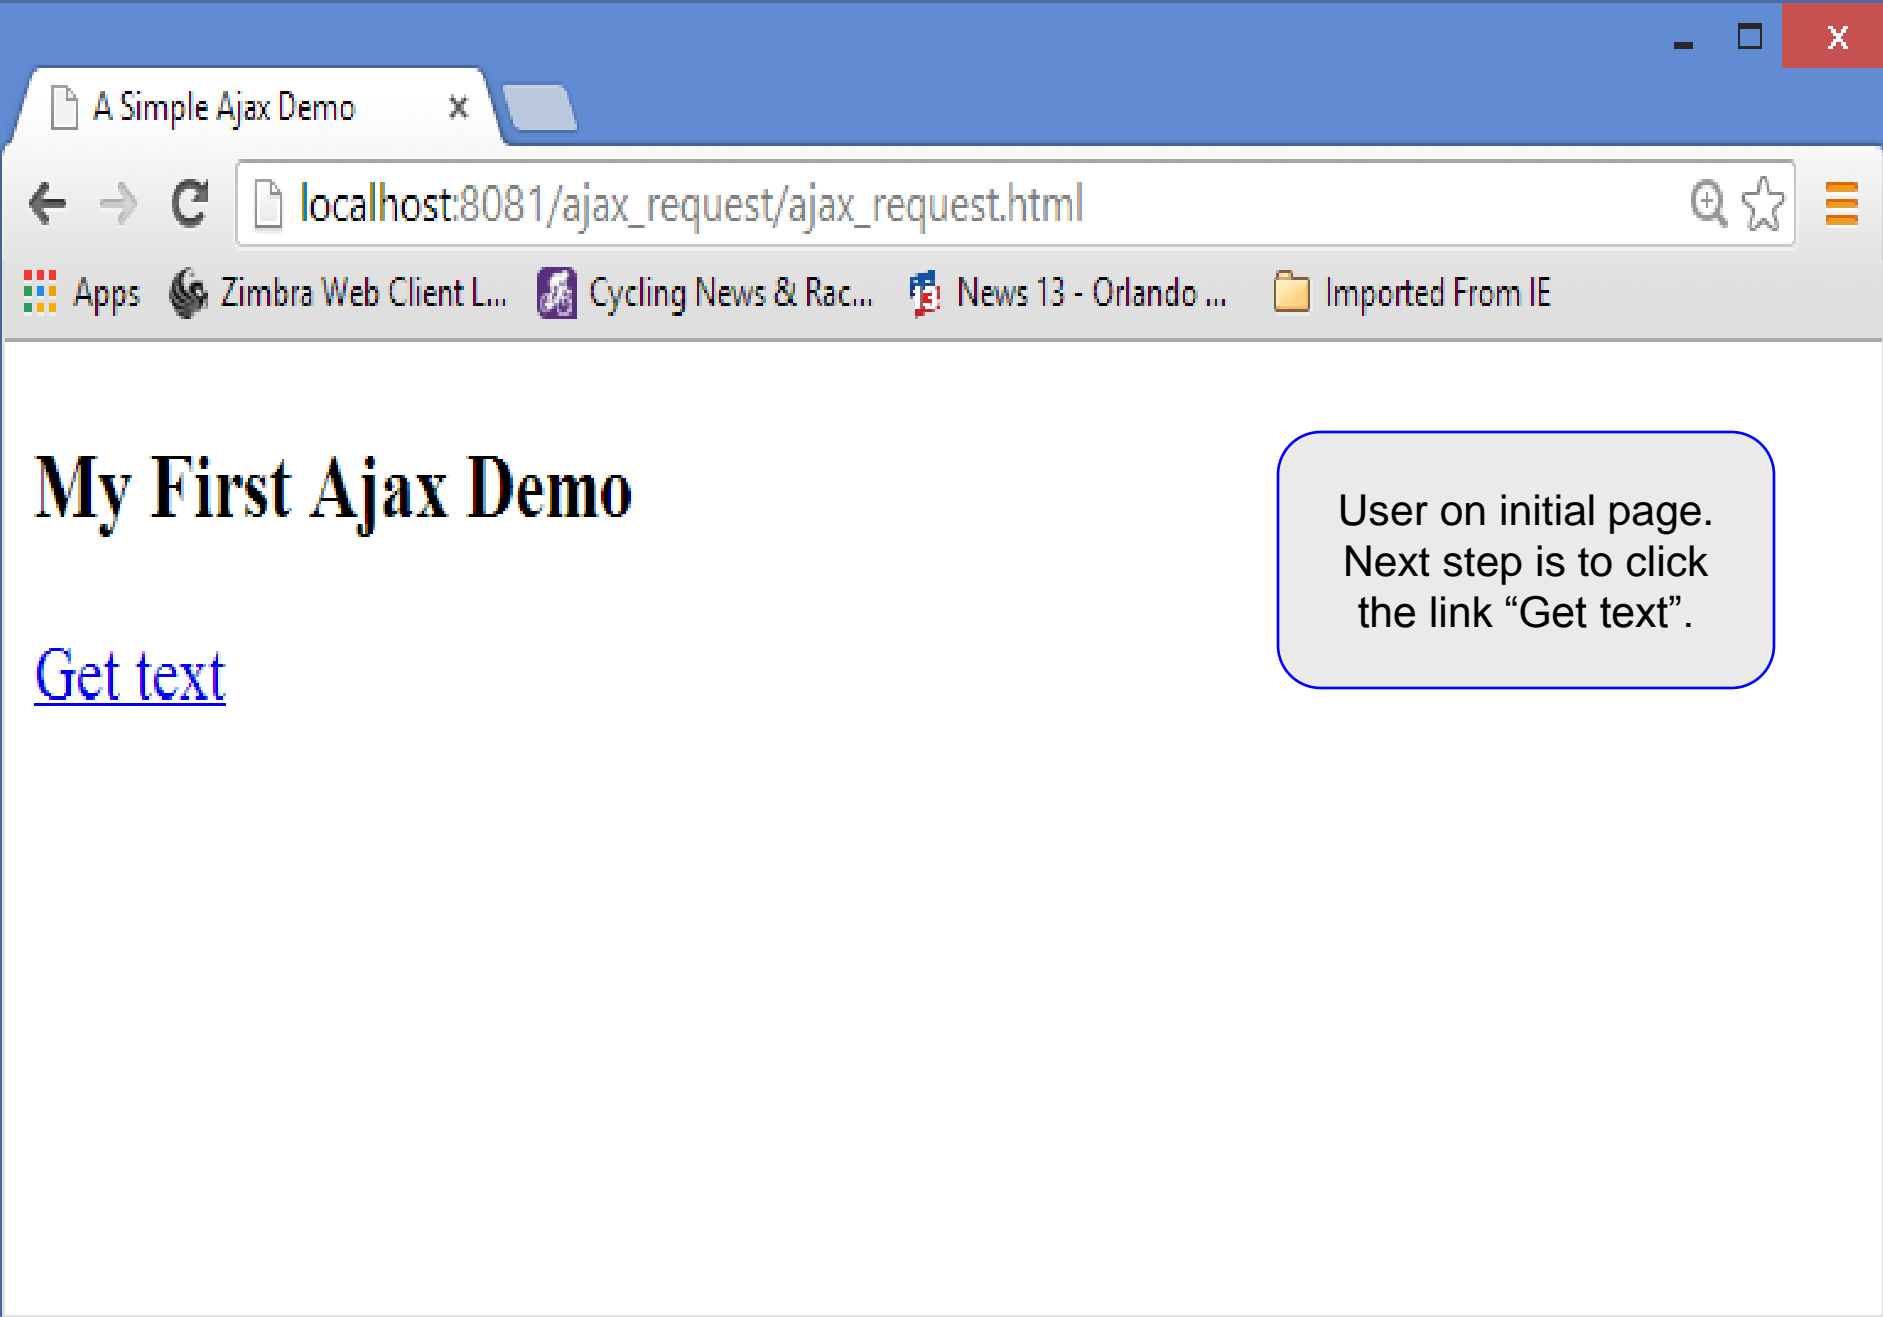 A Simple Ajax Demo
localhost:8081/ajax_request/ajax_request.html
Apps Zimbra Web Client L... Cycling News & Rac... 13 News 13 - Orlando ... Imported From IE
My First Ajax Demo
User on initial page.
Next step is to click
the link “Get text”.
Get text